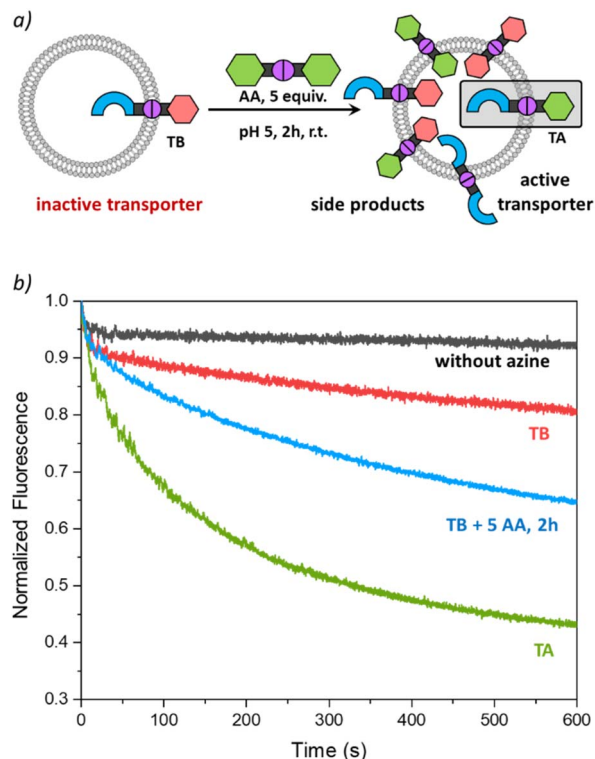 a)
AA, 5 equiv.
pH 5, 2h, r.t.
TB
TA
inactive transporter
side products
active
transporter
b)
1.0
0.9
0.8
0.7
0.6
0.5
0.4
0.3
Normalized Fluorescence
without azine
TB
TB + 5 AA, 2h
TA
0 100 200 300 400 500 600
Time (s)